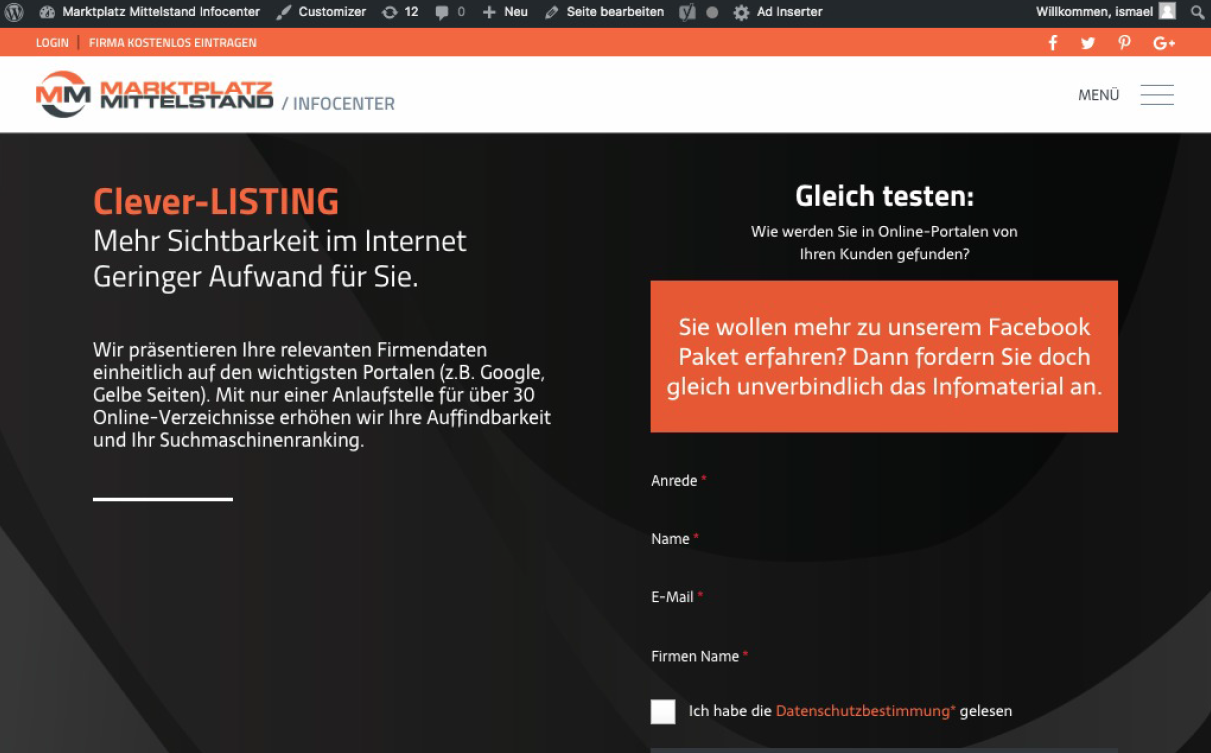 Marktplatz Mittelstand Infocenter Customizer 12 0 Neu Seite bearbeiten Ad Inserter Willkommen, ismael
LOGIN FIRMA KOSTENLOS EINTRAGEN
MM MARKTPLATZ
MITTELSTAND / INFOCENTER
MENÜ
Clever-LISTING
Mehr Sichtbarkeit im Internet
Geringer Aufwand für Sie.
Wir präsentieren Ihre relevanten Firmendaten
einheitlich auf den wichtigsten Portalen (z.B. Google,
Gelbe Seiten). Mit nur einer Anlaufstelle für über 30
Online-Verzeichnisse erhöhen wir Ihre Auffindbarkeit
und Ihr Suchmaschinenranking.
Gleich testen:
Wie werden Sie in Online-Portalen von
Ihren Kunden gefunden?
Sie wollen mehr zu unserem Facebook
Paket erfahren? Dann fordern Sie doch
gleich unverbindlich das Infomaterial an.
Anrede *
Name *
E-Mail *
Firmen Name *
Ich habe die Datenschutzbestimmung* gelesen